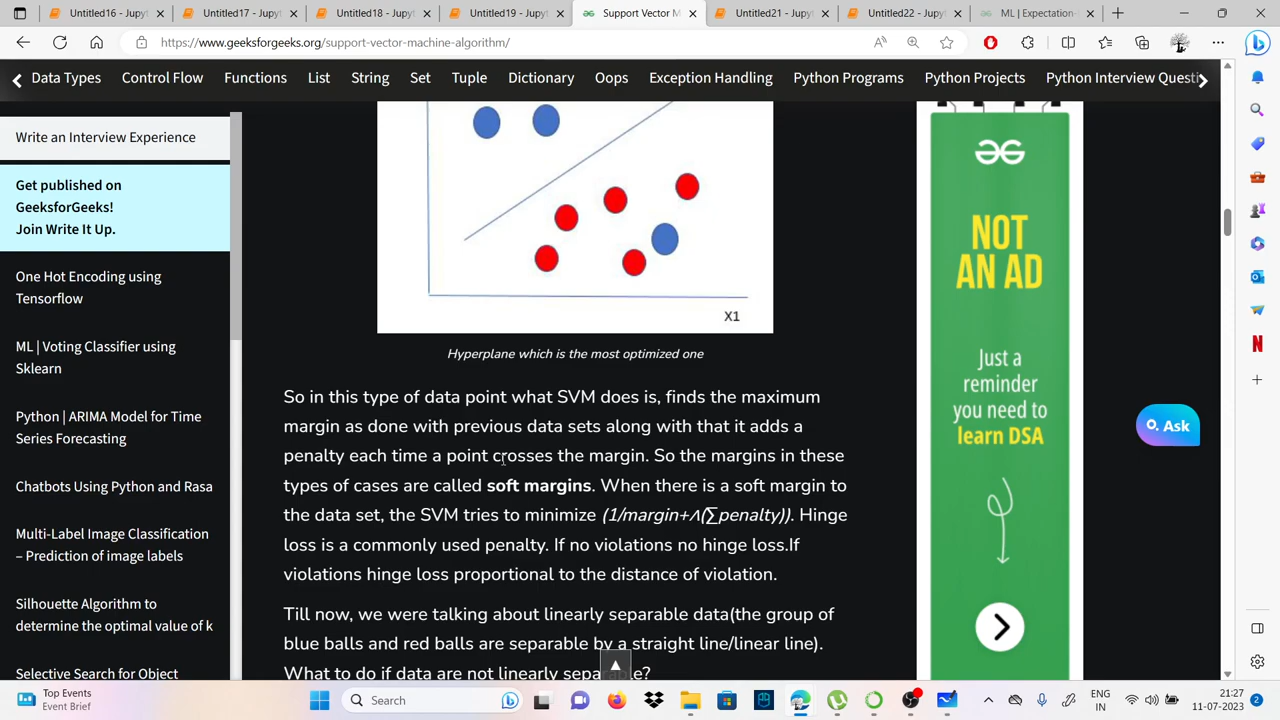 Untitled16 - Jupyt
Untitled17 - Jupyt
Untitled18 - Jupyt
Untitled19 - Jupyt
Support Vector M
Untitled21 - Jupyt
Untitled22 - Jupyt
ML | Expectation-
https://www.geeksforgeeks.org/support-vector-machine-algorithm/
Data Types
Control Flow
Functions
List
String
Set
Tuple
Dictionary
Oops
Exception Handling
Python Programs
Python Projects
Python Interview Questi
Write an Interview Experience
Get published on
GeeksforGeeks!
Join Write It Up.
One Hot Encoding using
Tensorflow
ML | Voting Classifier using
Sklearn
Python | ARIMA Model for Time
Series Forecasting
Chatbots Using Python and Rasa
Multi-Label Image Classification
– Prediction of image labels
Silhouette Algorithm to
determine the optimal value of k
Selective Search for Object
X1
Hyperplane which is the most optimized one
So in this type of data point what SVM does is, finds the maximum
margin as done with previous data sets along with that it adds a
penalty each time a point crosses the margin. So the margins in these
types of cases are called soft margins. When there is a soft margin to
the data set, the SVM tries to minimize (1/margin+∧(∑penalty)). Hinge
loss is a commonly used penalty. If no violations no hinge loss.If
violations hinge loss proportional to the distance of violation.
Till now, we were talking about linearly separable data(the group of
blue balls and red balls are separable by a straight line/linear line).
What to do if data are not linearly separable?
NOT
AN AD
Just a
reminder
you need to
learn DSA
Ask
Top Events
Event Brief
Search
ENG
IN
21:27
11-07-2023
2